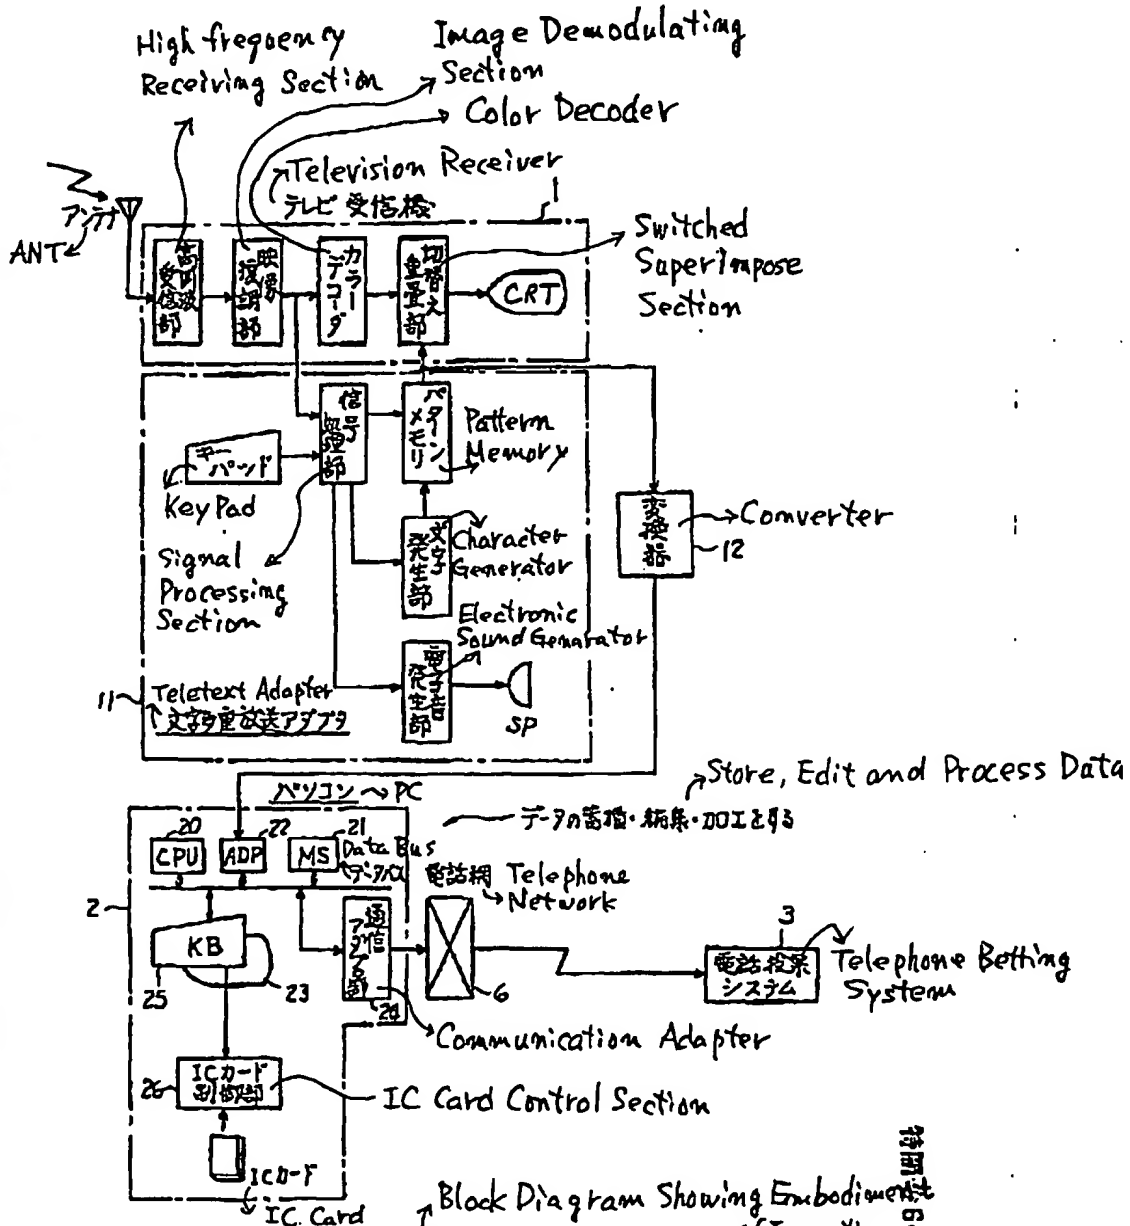 High frequency
Receiving Section
Image Demodulating
Section
Color Decoder
Television Receiver
テレビ受信機
1
アンテナ
ANT
高周波
受信部
映像
復調部
カラー
デコーダ
切替え
重畳部
CRT
Switched
Superimpose
Section
信号
処理部
パターン
メモリ
Pattern
Memory
キー
パッド
Key Pad
Signal
Processing
Section
文字
発生部
Character
Generator
変換器
Converter
12
Electronic
Sound Genarator
電子音
発生部
SP
11
Teletext Adapter
文字多重放送アダプタ
Store, Edit and Process Data
パソコン PC
データの蓄積・編集・加工をする
20
22
21
CPU
ADP
MS
Data Bus
データバス
電話網 Telephone
Network
2
KB
25
23
通信
アダプタ部
24
6
3
電話投票
システム
Telephone Betting
System
Communication Adapter
ICカード
制御部
26
IC Card Control Section
ICカード
IC Card
Block Diagram Showing Embodiment